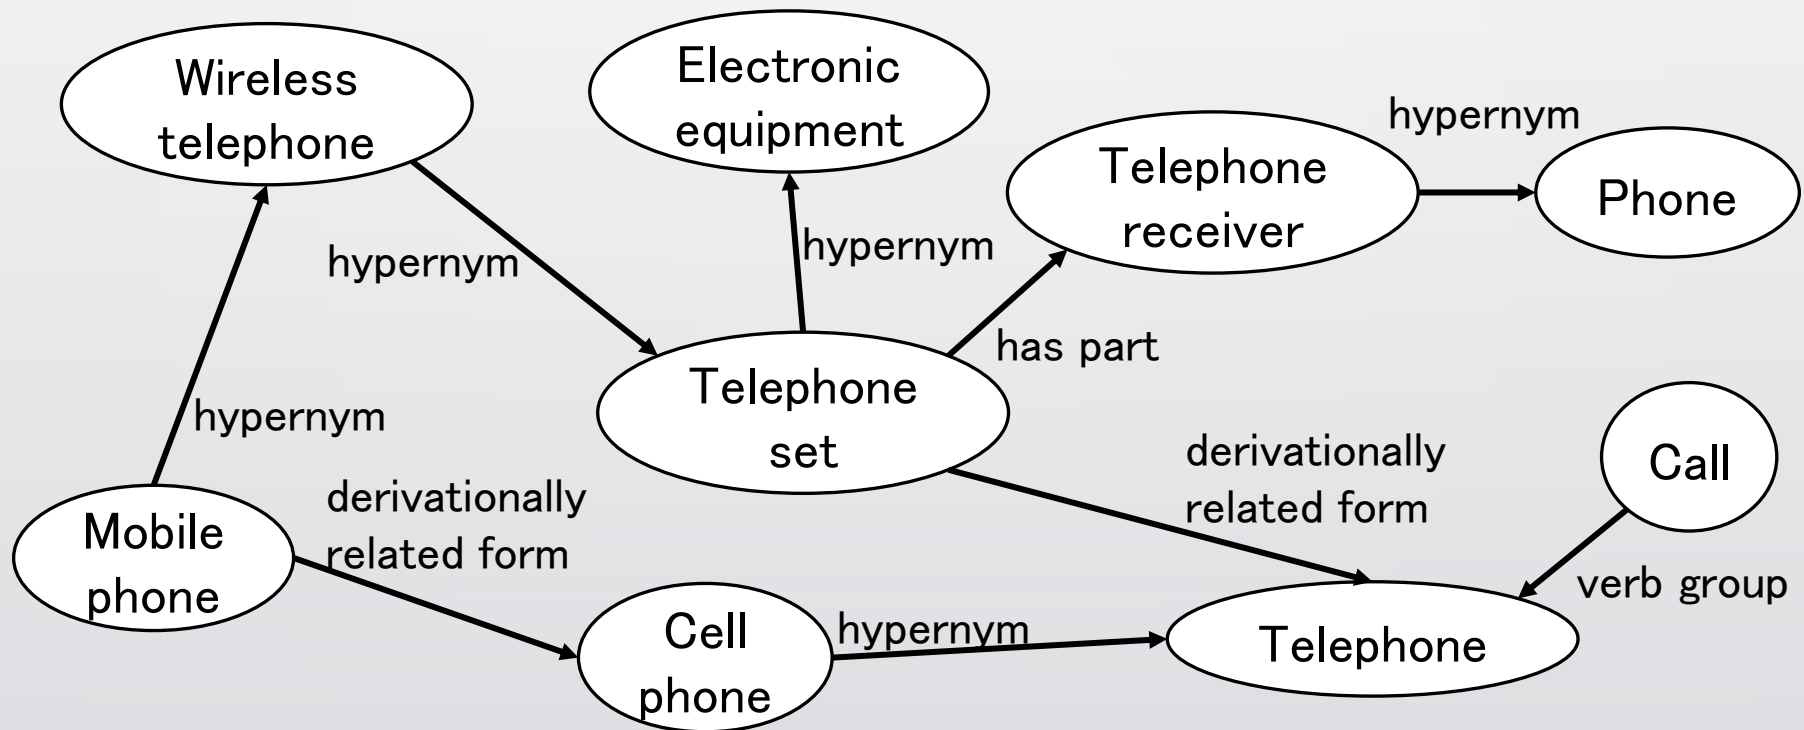 Wireless
telephone
Electronic
equipment
hypernym
Telephone
receiver
Phone
hypernym
hypernym
has part
Telephone
set
hypernym
derivationally
related form
Call
derivationally
related form
Mobile
phone
verb group
Cell
phone
hypernym
Telephone